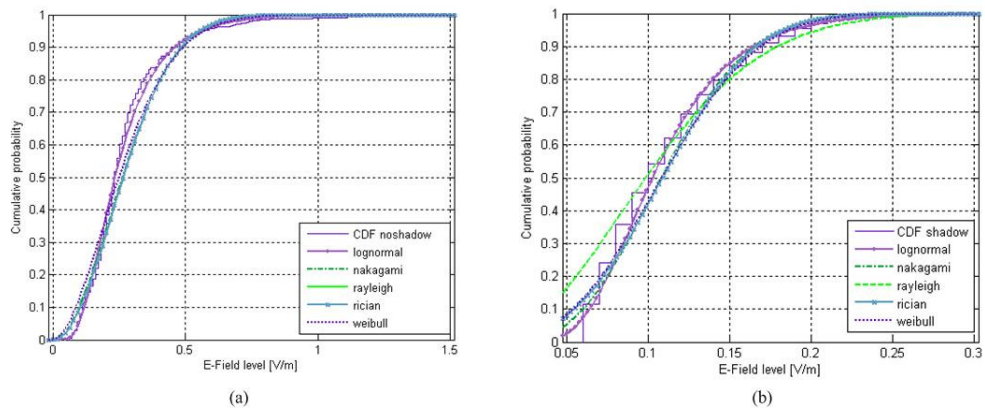 1
0.9
0.8
0.7
0.6
0.5
0.4
0.3
0.2
0.1
0
Cumulative probability
CDF noshadow
lognormal
nakagami
rayleigh
rician
weibull
0 0.5 1 1.5
E-Field level [V/m]
(a)
1
0.9
0.8
0.7
0.6
0.5
0.4
0.3
0.2
0.1
0
Cumulative probability
CDF shadow
lognormal
nakagami
rayleigh
rician
weibull
0.05 0.1 0.15 0.2 0.25 0.3
E-Field level [V/m]
(b)